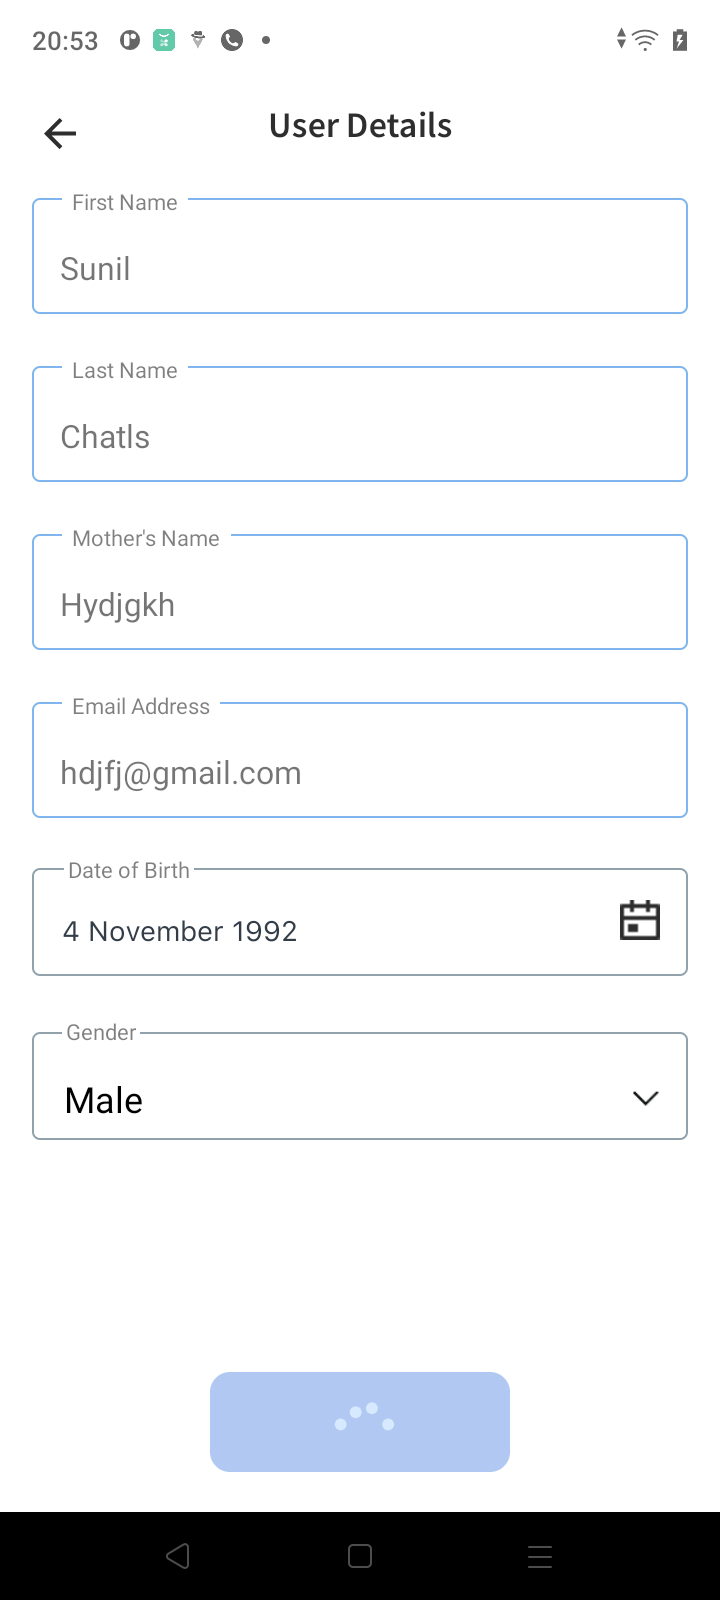 20:53
User Details
First Name
Sunil
Last Name
Chatls
Mother's Name
Hydjgkh
Email Address
hdjfj@gmail.com
Date of Birth
4 November 1992
Gender
Male